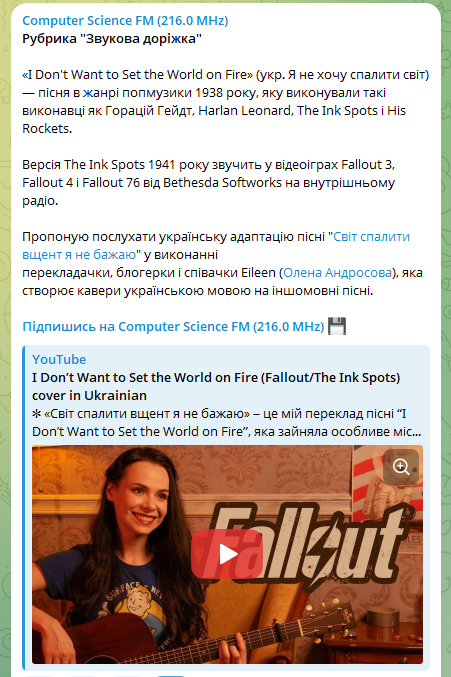 Computer Science FM (216.0 MHz)
Рубрика "Звукова доріжка"
«I Don't Want to Set the World on Fire» (укр. Я не хочу спалити світ)
— пісня в жанрі попмузики 1938 року, яку виконували такі
виконавці як Горацій Гейдт, Harlan Leonard, The Ink Spots і His
Rockets.
Версія The Ink Spots 1941 року звучить у відеоіграх Fallout 3,
Fallout 4 і Fallout 76 від Bethesda Softworks на внутрішньому
радіо.
Пропоную послухати українську адаптацію пісні "Світ спалити
вщент я не бажаю" у виконанні
перекладачки, блогерки і співачки Eileen (Олена Андросова), яка
створює кавери українською мовою на іншомовні пісні.
Підпишись на Computer Science FM (216.0 MHz) 💾
YouTube
I Don’t Want to Set the World on Fire (Fallout/The Ink Spots)
cover in Ukrainian
✻ «Світ спалити вщент я не бажаю» – це мій переклад пісні “I
Don’t Want to Set the World on Fire”, яка зайняла особливе міс...
Fallout